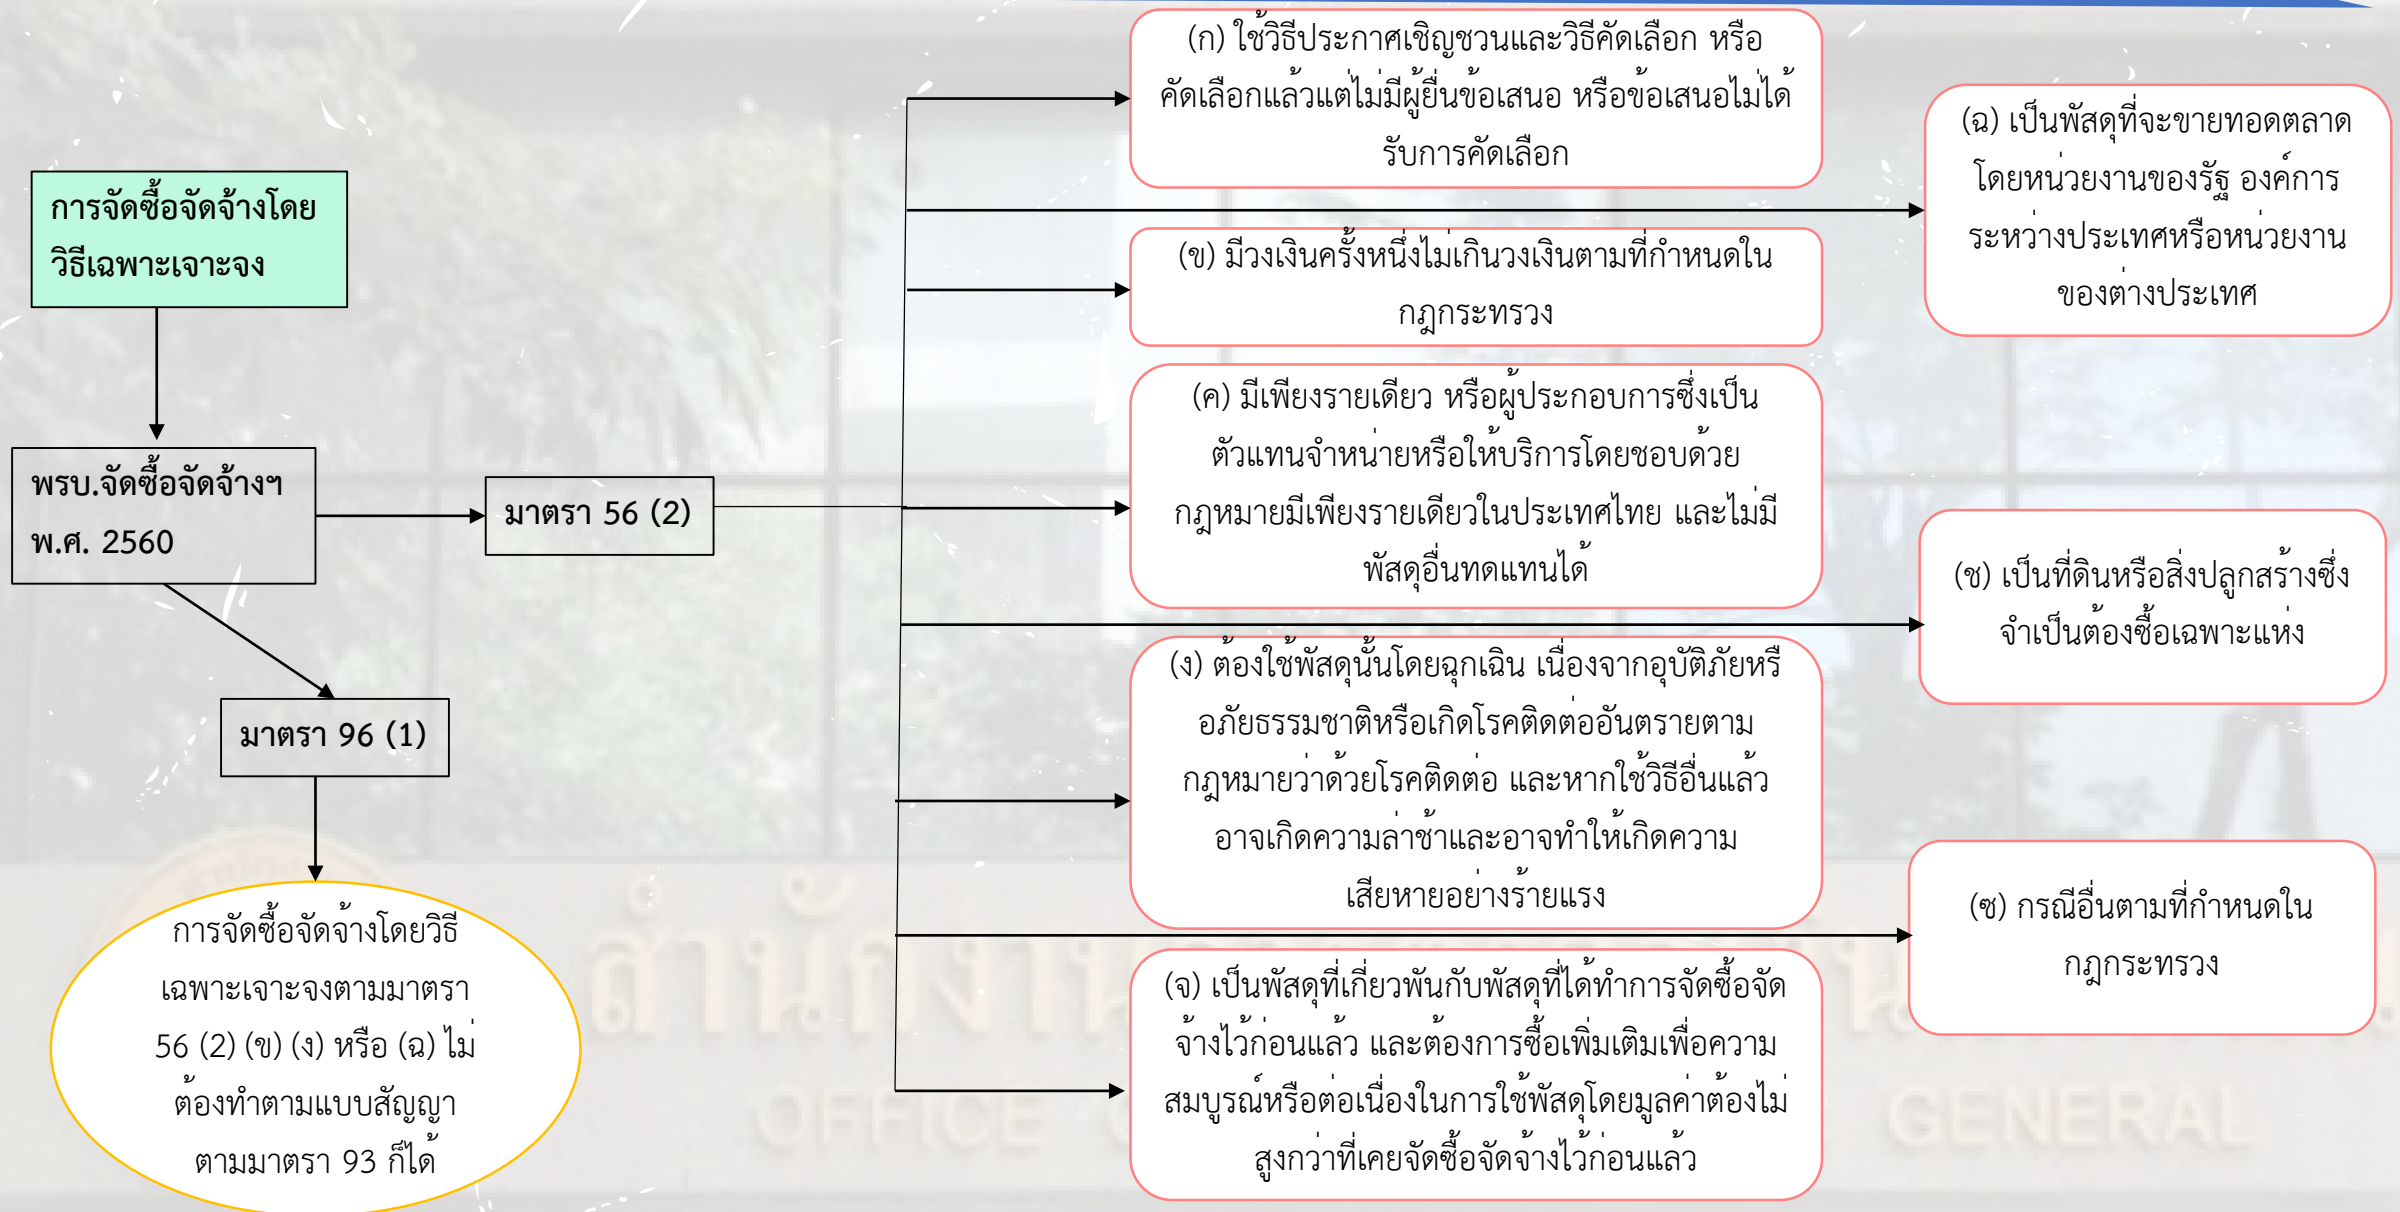 การจัดซื้อจัดจ้างโดย
วิธีเฉพาะเจาะจง
พรบ.จัดซื้อจัดจ้างฯ
พ.ศ. 2560
มาตรา 56 (2)
มาตรา 96 (1)
การจัดซื้อจัดจ้างโดยวิธี
เฉพาะเจาะจงตามมาตรา
56 (2) (ข) (ง) หรือ (ฉ) ไม่
ต้องทำตามแบบสัญญา
ตามมาตรา 93 ก็ได้
(ก) ใช้วิธีประกาศเชิญชวนและวิธีคัดเลือก หรือ
คัดเลือกแล้วแต่ไม่มีผู้ยื่นข้อเสนอ หรือข้อเสนอไม่ได้
รับการคัดเลือก
(ข) มีวงเงินครั้งหนึ่งไม่เกินวงเงินตามที่กำหนดใน
กฎกระทรวง
(ค) มีเพียงรายเดียว หรือผู้ประกอบการซึ่งเป็น
ตัวแทนจำหน่ายหรือให้บริการโดยชอบด้วย
กฎหมายมีเพียงรายเดียวในประเทศไทย และไม่มี
พัสดุอื่นทดแทนได้
(ง) ต้องใช้พัสดุนั้นโดยฉุกเฉิน เนื่องจากอุบัติภัยหรื
อภัยธรรมชาติหรือเกิดโรคติดต่ออันตรายตาม
กฎหมายว่าด้วยโรคติดต่อ และหากใช้วิธีอื่นแล้ว
อาจเกิดความล่าช้าและอาจทำให้เกิดความ
เสียหายอย่างร้ายแรง
(จ) เป็นพัสดุที่เกี่ยวพันกับพัสดุที่ได้ทำการจัดซื้อจัด
จ้างไว้ก่อนแล้ว และต้องการซื้อเพิ่มเติมเพื่อความ
สมบูรณ์หรือต่อเนื่องในการใช้พัสดุโดยมูลค่าต้องไม่
สูงกว่าที่เคยจัดซื้อจัดจ้างไว้ก่อนแล้ว
(ฉ) เป็นพัสดุที่จะขายทอดตลาด
โดยหน่วยงานของรัฐ องค์การ
ระหว่างประเทศหรือหน่วยงาน
ของต่างประเทศ
(ช) เป็นที่ดินหรือสิ่งปลูกสร้างซึ่ง
จำเป็นต้องซื้อเฉพาะแห่ง
(ซ) กรณีอื่นตามที่กำหนดใน
กฎกระทรวง
สำนักงาน
OFFICE GENERAL